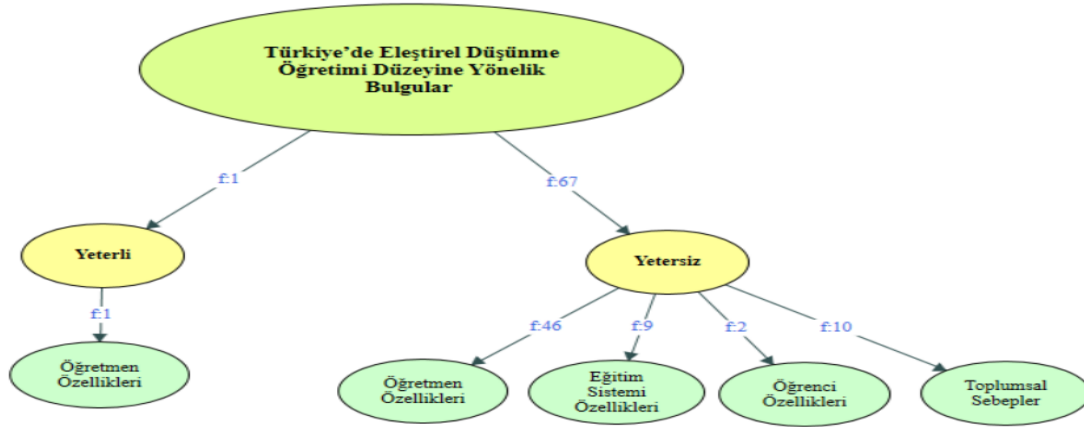 Türkiye'de Eleştirel Düşünme
Öğretimi Düzeyine Yönelik
Bulgular
f:1
f:67
Yeterli
Yetersiz
f:1
f:46
f:9
f:2
f:10
Öğretmen
Özellikleri
Öğretmen
Özellikleri
Eğitim
Sistemi
Özellikleri
Öğrenci
Özellikleri
Toplumsal
Sebepler